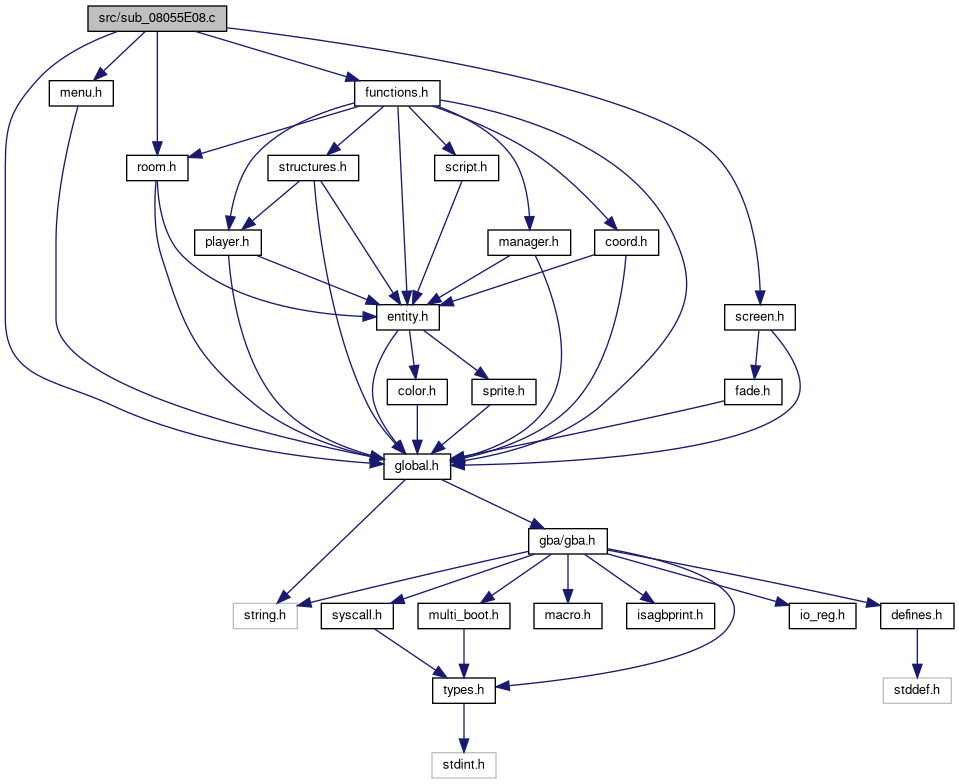 src/sub_08055E08.c
menu.h
functions.h
room.h
structures.h
script.h
player.h
manager.h
coord.h
entity.h
screen.h
color.h
sprite.h
fade.h
global.h
gba/gba.h
string.h
syscall.h
multi_boot.h
macro.h
isagbprint.h
io_reg.h
defines.h
types.h
stddef.h
stdint.h